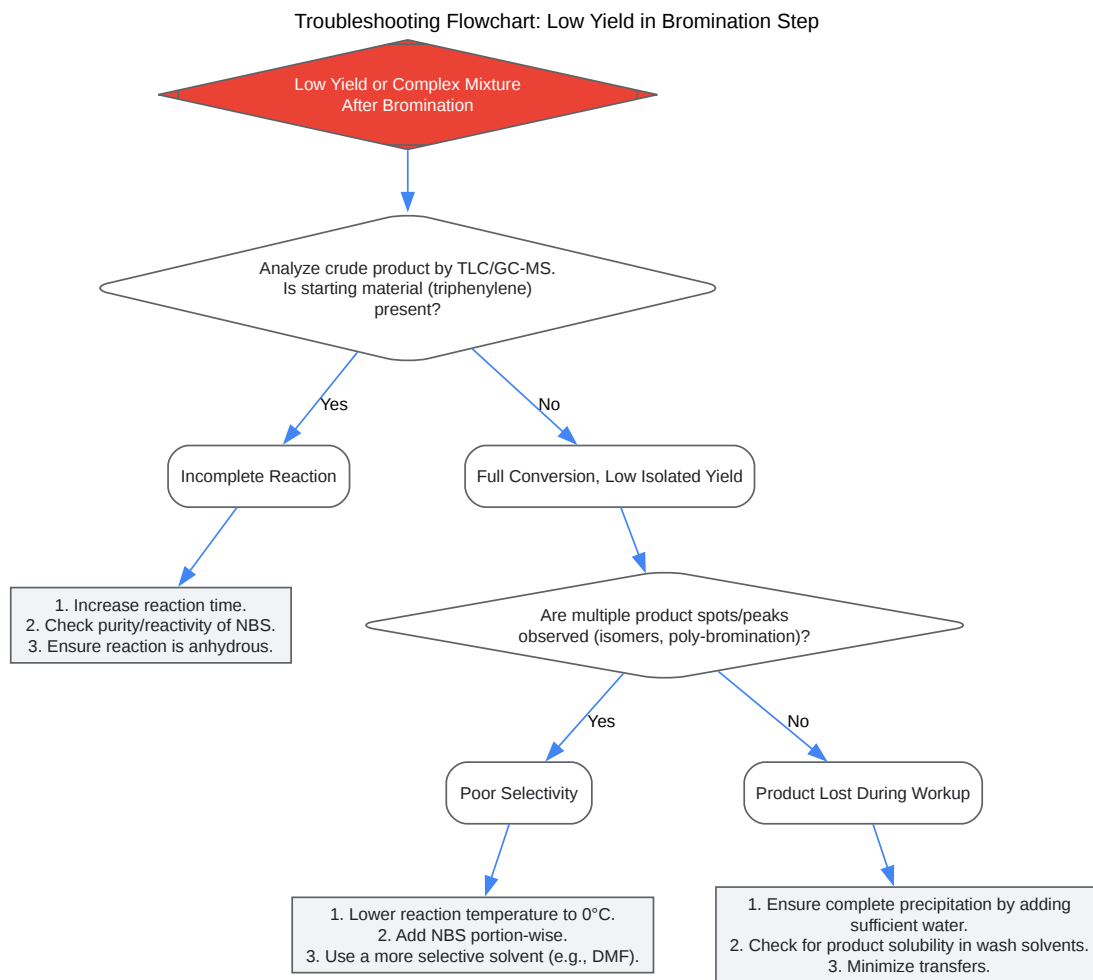 Troubleshooting Flowchart: Low Yield in Bromination Step
Low Yield or Complex Mixture
After Bromination
Analyze crude product by TLC/GC-MS.
Is starting material (triphenylene)
present?
Yes
No
Incomplete Reaction
Full Conversion, Low Isolated Yield
1. Increase reaction time.
2. Check purity/reactivity of NBS.
3. Ensure reaction is anhydrous.
Are multiple product spots/peaks
observed (isomers, poly-bromination)?
Yes
No
Poor Selectivity
Product Lost During Workup
1. Lower reaction temperature to 0°C.
2. Add NBS portion-wise.
3. Use a more selective solvent (e.g., DMF).
1. Ensure complete precipitation by adding
sufficient water.
2. Check for product solubility in wash solvents.
3. Minimize transfers.